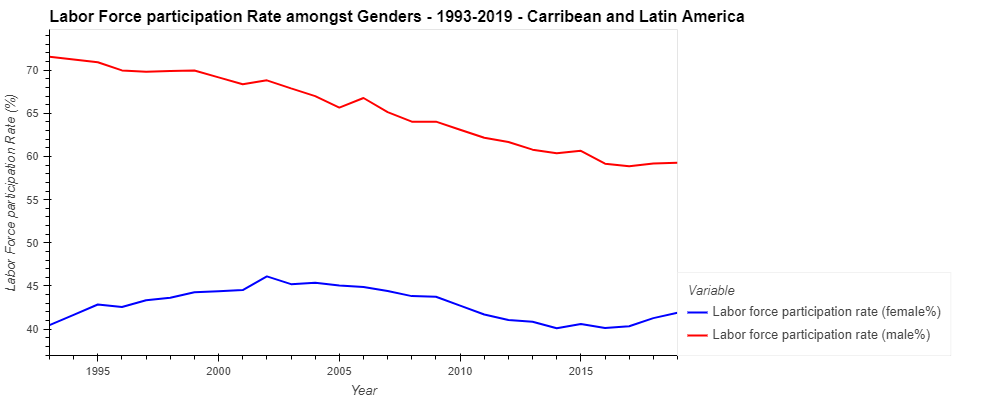 Labor Force participation Rate amongst Genders - 1993-2019 - Carribean and Latin America
Labor Force participation Rate (%)
70
65
60
55
50
45
40
1995
2000
2005
2010
2015
Year
Variable
Labor force participation rate (female%)
Labor force participation rate (male%)